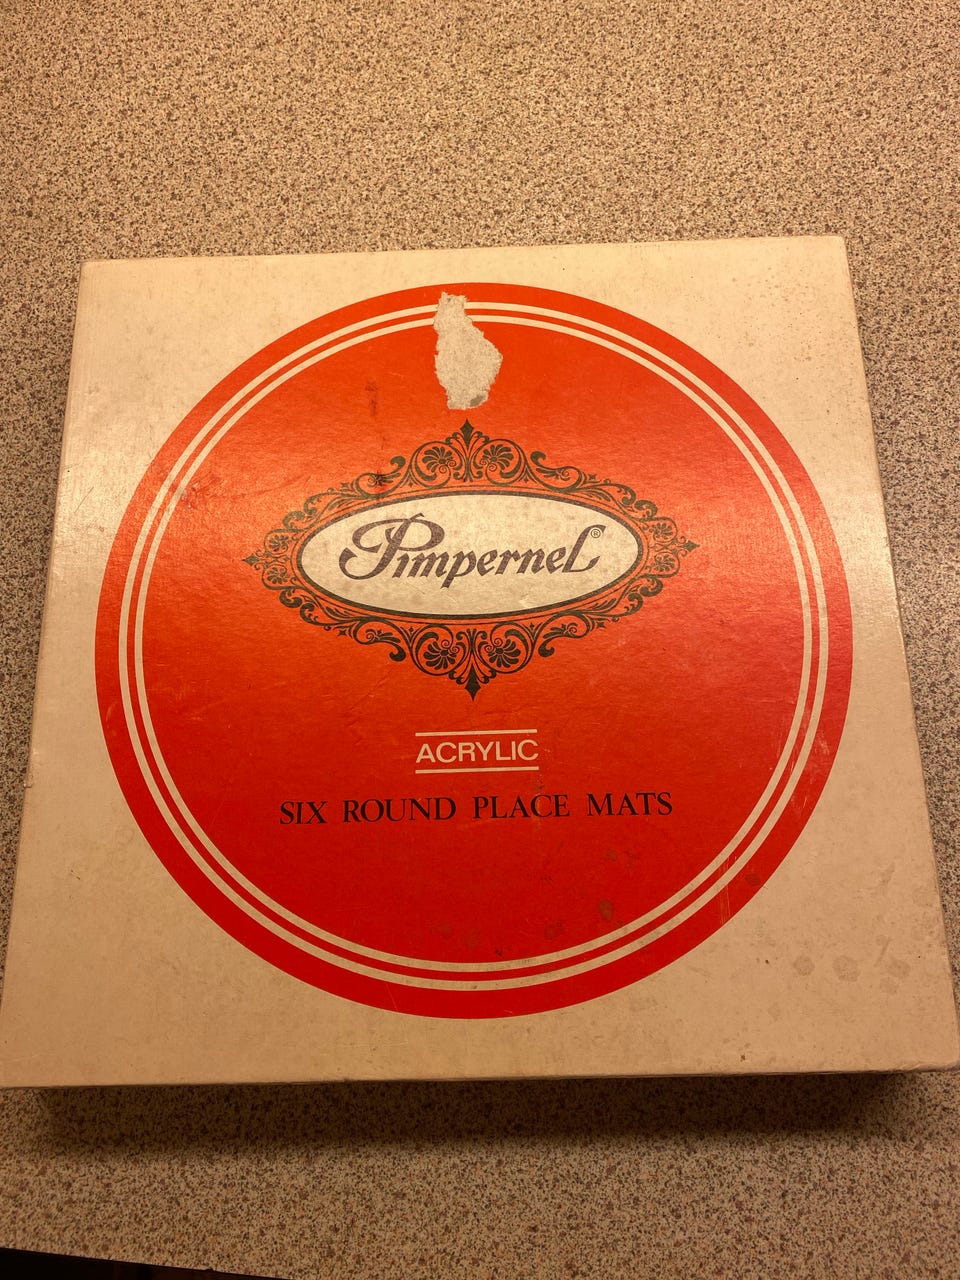 Pimpernel®
ACRYLIC
SIX ROUND PLACE MATS